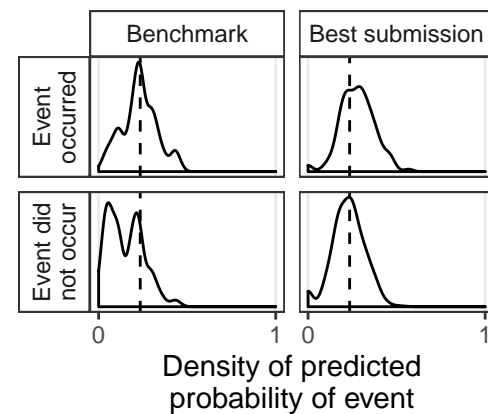 Benchmark
Best submission
Event
occurred
Event did
not occur
0
1
0
1
Density of predicted
probability of event